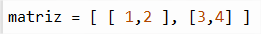 matriz = [ [ 1,2 ], [3,4] ]